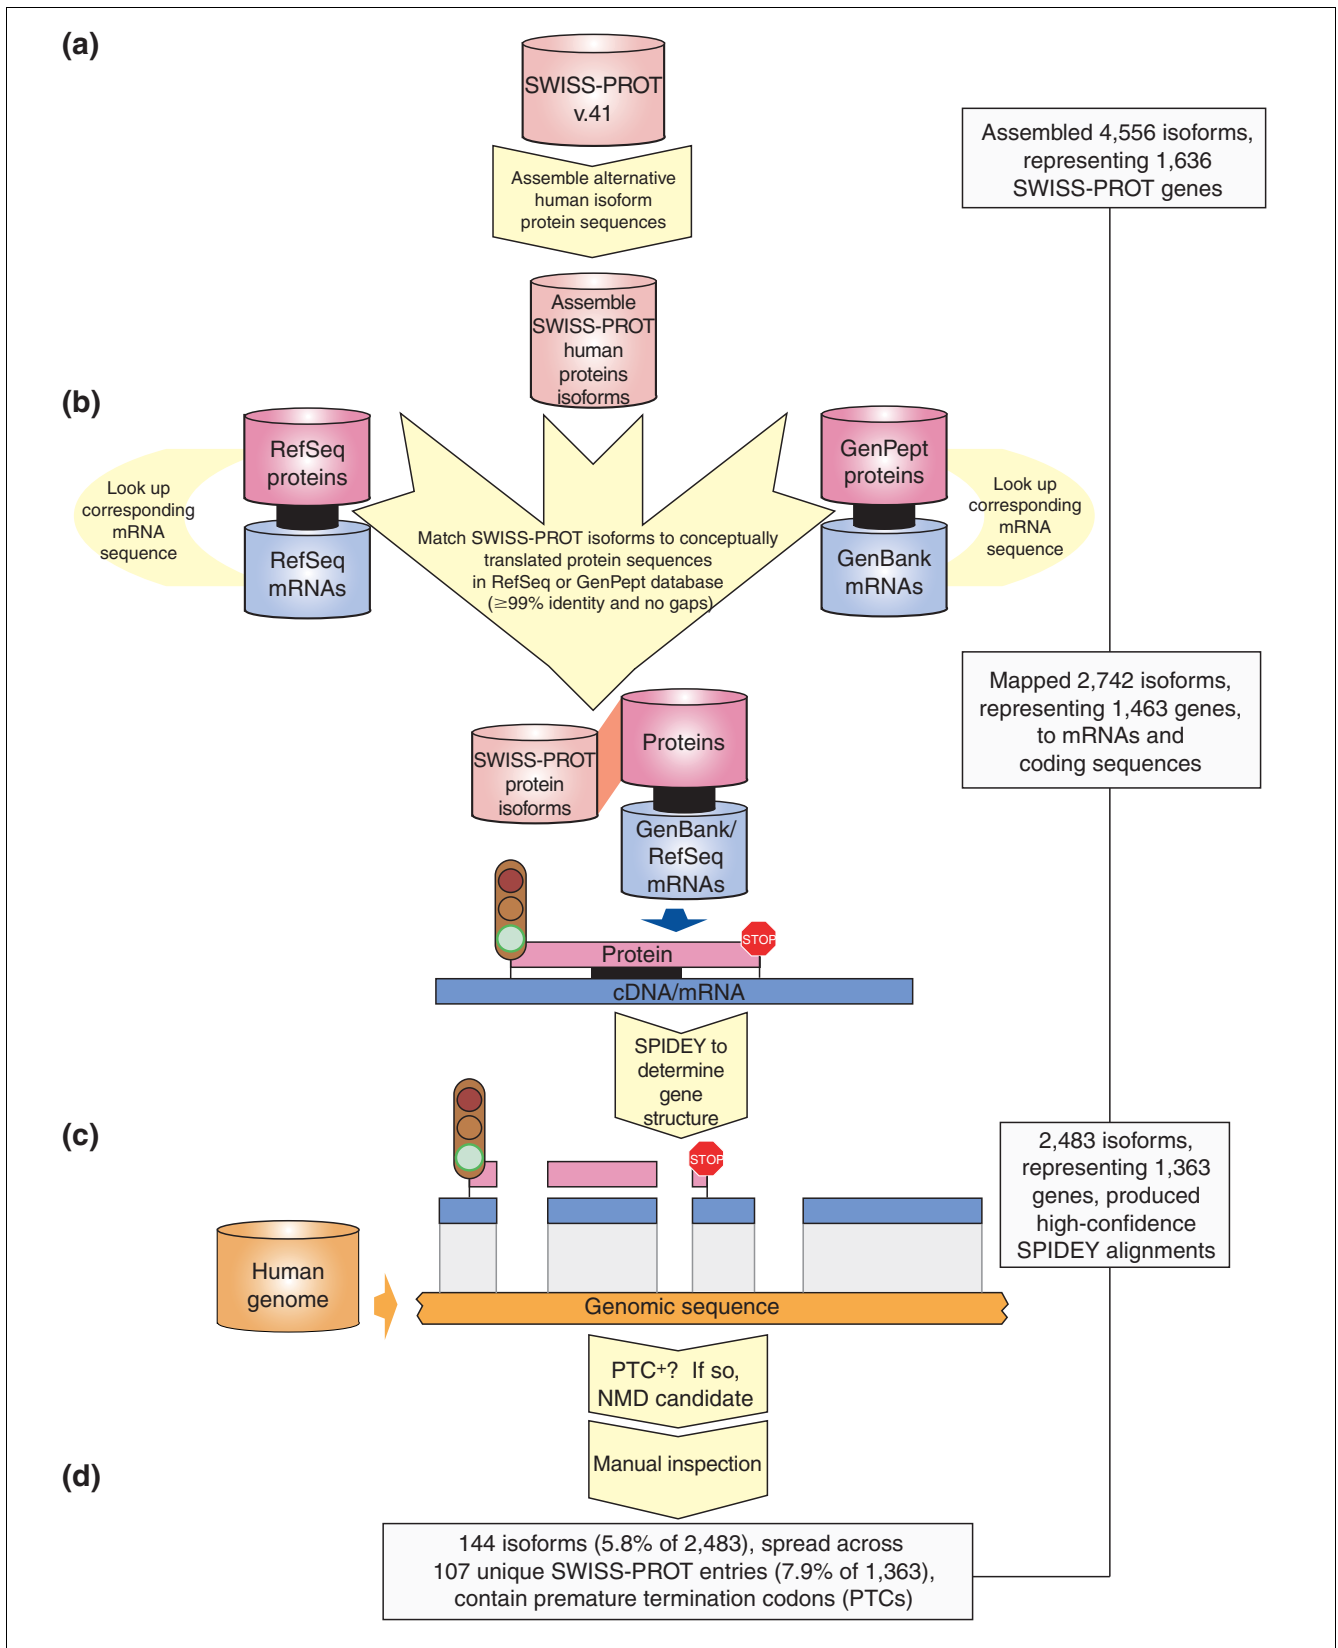 (a)
SWISS-PROT
v.41
Assemble alternative
human isoform
protein sequences
Assembled 4,556 isoforms,
representing 1,636
SWISS-PROT genes
Assemble
SWISS-PROT
human
proteins
isoforms
(b)
RefSeq
proteins
RefSeq
mRNAs
Look up
corresponding
mRNA
sequence
Match SWISS-PROT isoforms to conceptually
translated protein sequences
in RefSeq or GenPept database
(≥99% identity and no gaps)
GenPept
proteins
GenBank
mRNAs
Look up
corresponding
mRNA
sequence
Mapped 2,742 isoforms,
representing 1,463 genes,
to mRNAs and
coding sequences
SWISS-PROT
protein
isoforms
Proteins
GenBank/
RefSeq
mRNAs
STOP
Protein
cDNA/mRNA
SPIDEY to
determine
gene
structure
(c)
STOP
2,483 isoforms,
representing 1,363
genes, produced
high-confidence
SPIDEY alignments
Human
genome
Genomic sequence
PTC+? If so,
NMD candidate
Manual inspection
(d)
144 isoforms (5.8% of 2,483), spread across
107 unique SWISS-PROT entries (7.9% of 1,363),
contain premature termination codons (PTCs)